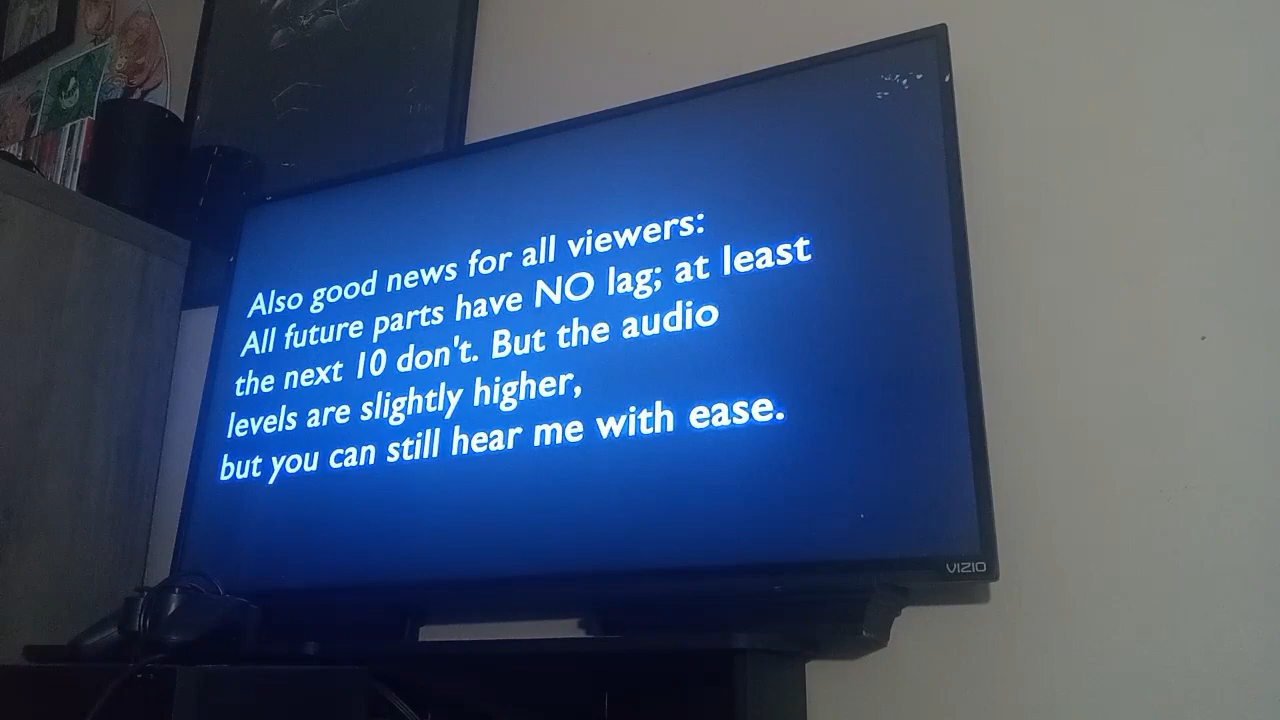 Also good news for all viewers:
All future parts have NO lag; at least
the next 10 don't. But the audio
levels are slightly higher,
but you can still hear me with ease.
VIZIO